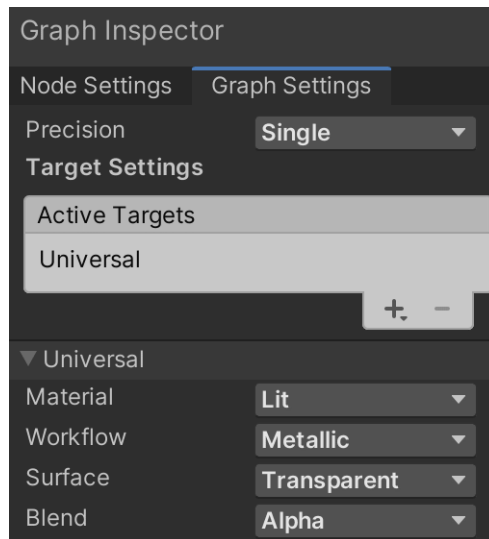 Graph Inspector
Node Settings Graph Settings
Precision Single
Target Settings
Active Targets
Universal
Universal
Material Lit
Workflow Metallic
Surface Transparent
Blend Alpha